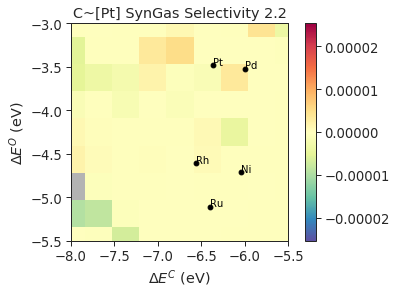 C~[Pt] SynGas Selectivity 2.2
−3.0
−3.5
−4.0
−4.5
−5.0
−5.5
ΔE^O (eV)
Pt
Pd
Rh
Ni
Ru
−8.0 −7.5 −7.0 −6.5 −6.0 −5.5
ΔE^C (eV)
0.00002
0.00001
0.00000
−0.00001
−0.00002